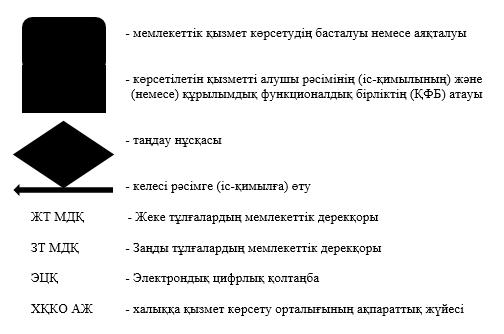 - мемлекеттік қызмет көрсетудің басталуы немесе аяқталуы
- көрсетілетін қызметті алушы рәсімінің (іс-қимылының) және
(немесе) құрылымдық функционалдық бірліктің (ҚФБ) атауы
- таңдау нұсқасы
- келесі рәсімге (іс-қимылға) өту
ЖТ МДҚ - Жеке тұлғалардың мемлекеттік дерекқоры
ЗТ МДҚ - Заңды тұлғалардың мемлекеттік дерекқоры
ЭЦҚ - Электрондық цифрлық қолтаңба
ХҚКО АЖ - халыққа қызмет көрсету орталығының ақпараттық жүйесі